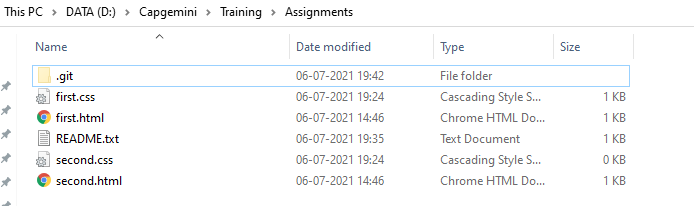 This PC > DATA (D:) > Capgemini > Training > Assignments
Name Date modified Type Size
.git 06-07-2021 19:42 File folder
first.css 06-07-2021 19:24 Cascading Style S... 1 KB
first.html 06-07-2021 14:46 Chrome HTML Do... 1 KB
README.txt 06-07-2021 19:35 Text Document 1 KB
second.css 06-07-2021 19:24 Cascading Style S... 0 KB
second.html 06-07-2021 14:46 Chrome HTML Do... 1 KB